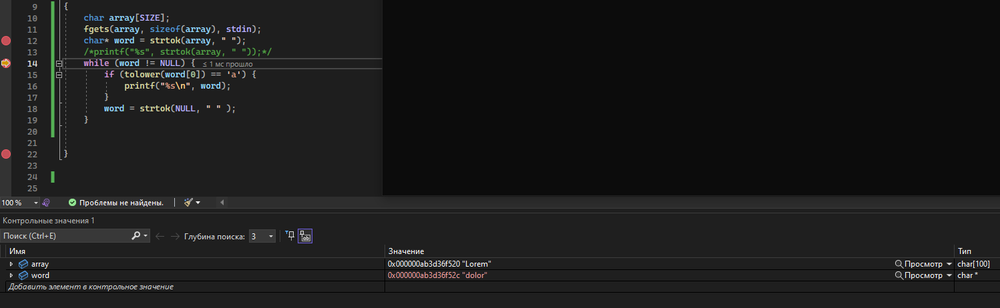 9 {
10 char array[SIZE];
11 fgets(array, sizeof(array), stdin);
12 char* word = strtok(array, " ");
13 /*printf("%s", strtok(array, " "));*/
14 while (word != NULL) { ≤ 1 мс прошло
15 if (tolower(word[0]) == 'a') {
16 printf("%s\n", word);
17 }
18 word = strtok(NULL, " " );
19 }
20
21
22 }
23
24
25
100 % Проблемы не найдены.
Контрольные значения 1
Поиск (Ctrl+E) Глубина поиска: 3
Имя Значение Тип
array 0x000000ab3d36f520 "Lorem" Просмотр char[100]
word 0x000000ab3d36f52c "dolor" Просмотр char *
Добавить элемент в контрольное значение